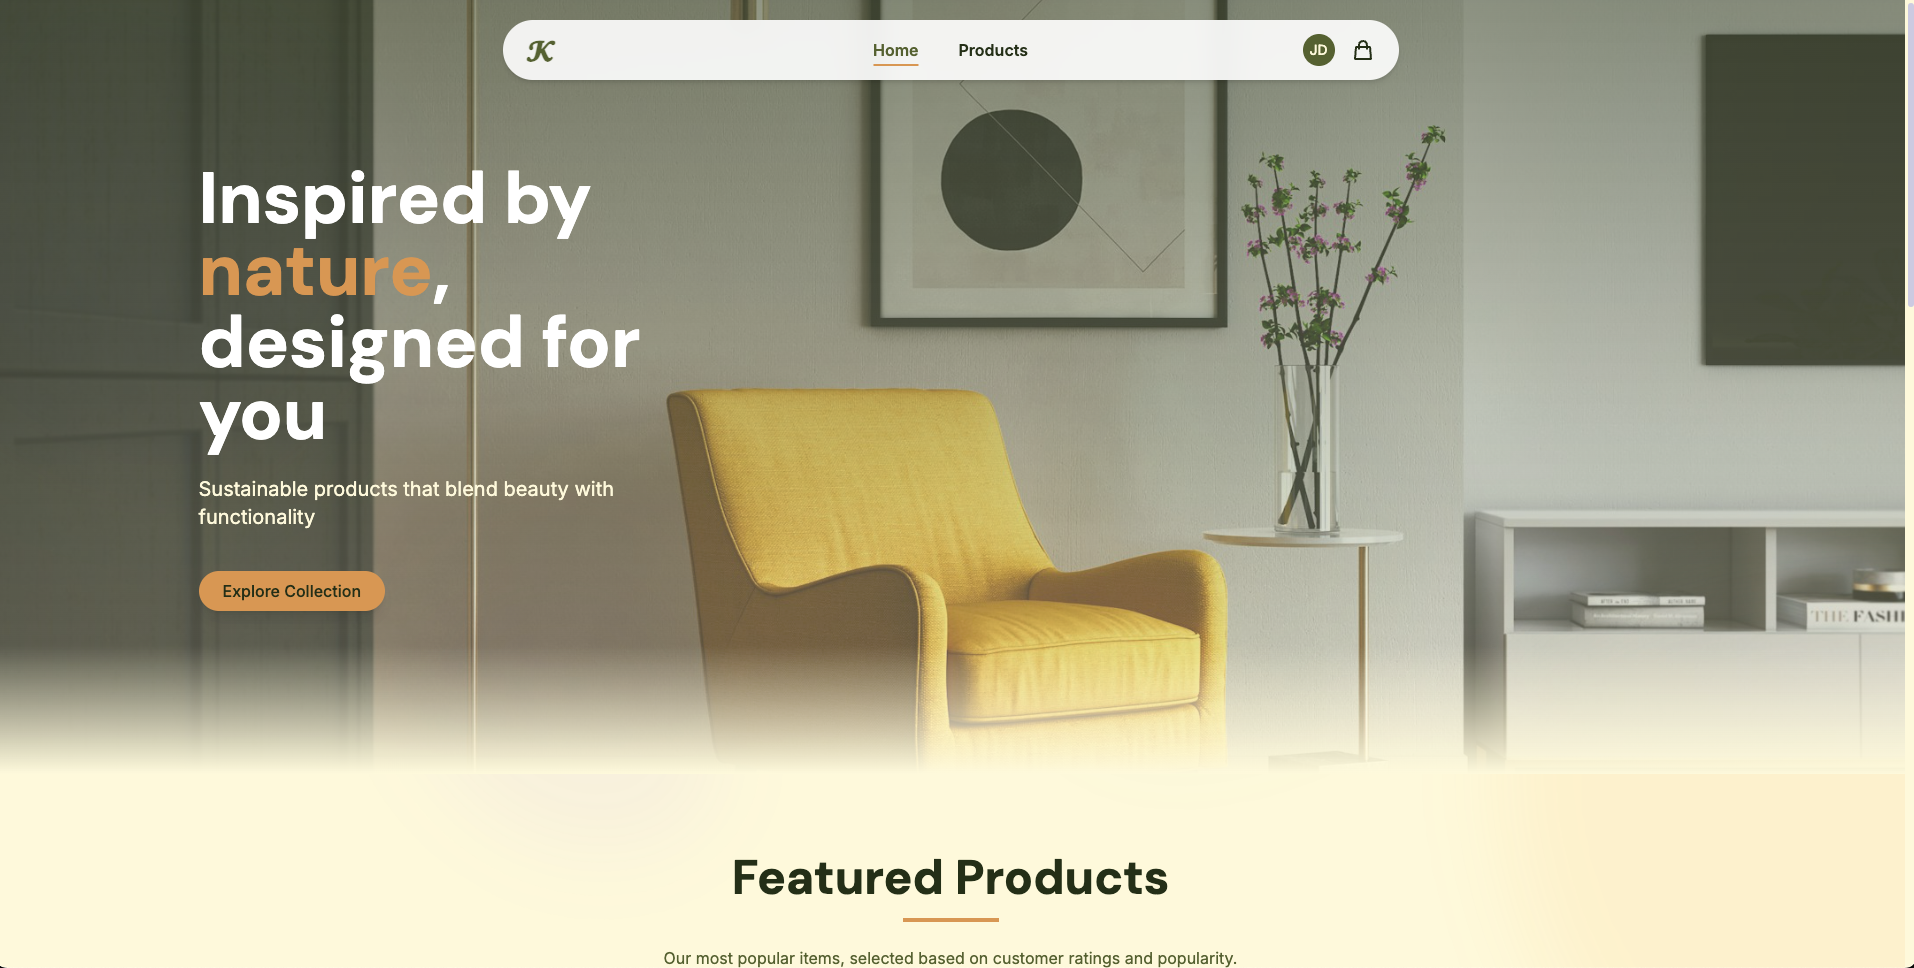 K
Home
Products
JD
Inspired by
nature,
designed for
you
Sustainable products that blend beauty with
functionality
Explore Collection
THE FASHI
Featured Products
Our most popular items, selected based on customer ratings and popularity.